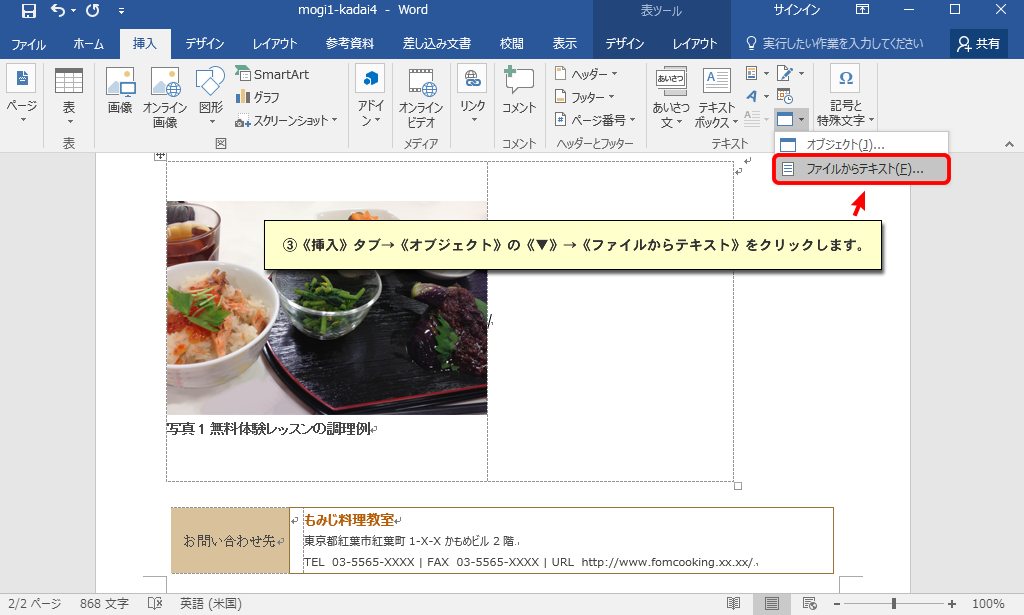 mogi1-kadai4 - Word
表ツール
サインイン
ファイル
ホーム
挿入
デザイン
レイアウト
参考資料
差し込み文書
校閲
表示
デザイン
レイアウト
実行したい作業を入力してください
共有
ページ
表
画像
オンライン
画像
図形
SmartArt
グラフ
スクリーンショット
アドイ
ン
オンライン
ビデオ
リンク
コメント
ヘッダー
フッター
ページ番号
あいさつ
あいさつ
文
テキスト
ボックス
記号と
特殊文字
表
図
メディア
コメント
ヘッダーとフッター
テキスト
オブジェクト(J)...
ファイルからテキスト(F)...
③《挿入》タブ→《オブジェクト》の《▼》→《ファイルからテキスト》をクリックします。
写真 1 無料体験レッスンの調理例
お問い合わせ先
もみじ料理教室
東京都紅葉市紅葉町 1-X-X かもめビル 2 階
TEL 03-5565-XXXX | FAX 03-5565-XXXX | URL http://www.fomcooking.xx.xx/
2/2 ページ
868 文字
英語 (米国)
100%